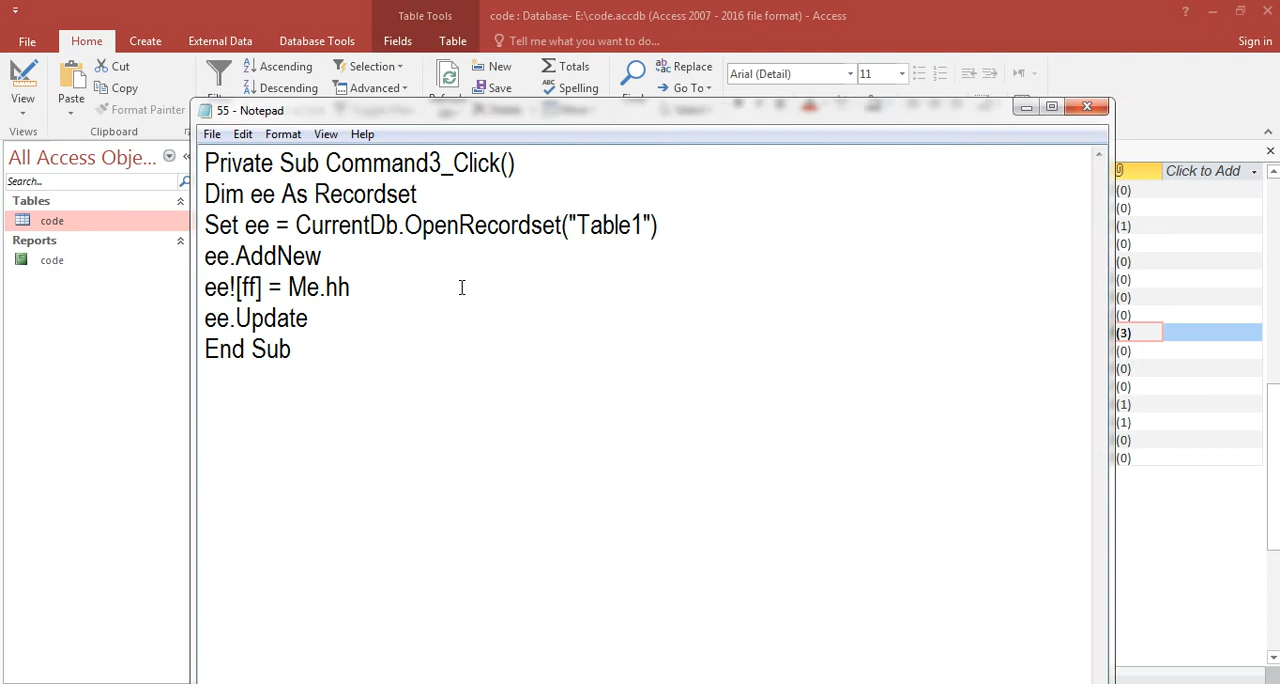 Table Tools
code : Database- E:\code.accdb (Access 2007 - 2016 file format) - Access
File
Home
Create
External Data
Database Tools
Fields
Table
Tell me what you want to do...
Sign in
View
Views
Paste
Cut
Copy
Format Painter
Clipboard
Ascending
Descending
Selection
Advanced
New
Save
Totals
Spelling
Replace
Go To
Arial (Detail)
11
All Access Obje...
Search...
Tables
code
Reports
code
55 - Notepad
File Edit Format View Help
Private Sub Command3_Click()
Dim ee As Recordset
Set ee = CurrentDb.OpenRecordset("Table1")
ee.AddNew
ee![ff] = Me.hh
ee.Update
End Sub
Click to Add
(0)
(0)
(1)
(0)
(0)
(0)
(0)
(0)
(3)
(0)
(0)
(0)
(1)
(1)
(0)
(0)